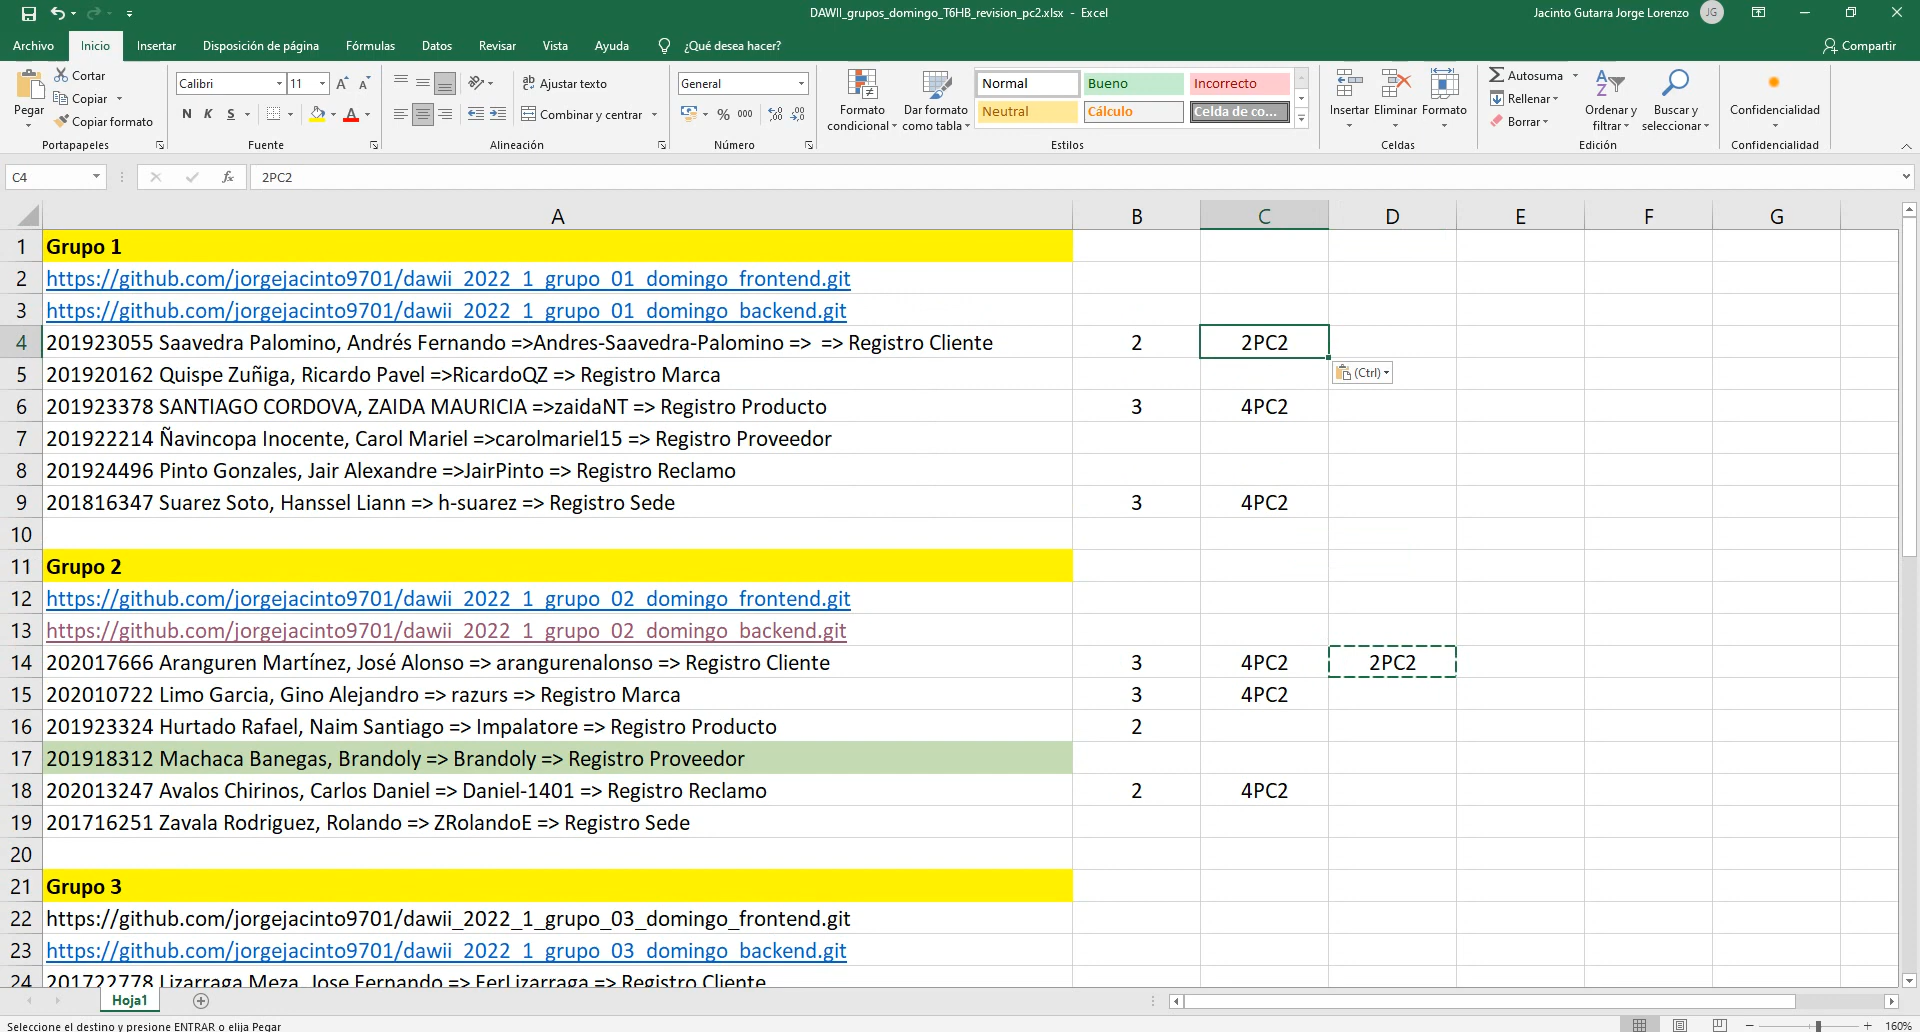 DAWII_grupos_domingo_T6HB_revision_pc2.xlsx - Excel
Jacinto Gutarra Jorge Lorenzo JG
Archivo Inicio Insertar Disposición de página Fórmulas Datos Revisar Vista Ayuda ¿Qué desea hacer? Compartir
Pegar
Cortar
Copiar
Copiar formato
Portapapeles
Calibri 11
N K S
Fuente
Ajustar texto
Combinar y centrar
Alineación
General
% 000
Número
Formato condicional
Dar formato como tabla
Normal Bueno Incorrecto
Neutral Cálculo Celda de co...
Estilos
Insertar Eliminar Formato
Celdas
Autosuma
Rellenar
Borrar
Ordenar y filtrar
Buscar y seleccionar
Edición
Confidencialidad
Confidencialidad
C4 fx 2PC2
A B C D E F G
1 Grupo 1
2 https://github.com/jorgejacinto9701/dawii_2022_1_grupo_01_domingo_frontend.git
3 https://github.com/jorgejacinto9701/dawii_2022_1_grupo_01_domingo_backend.git
4 201923055 Saavedra Palomino, Andrés Fernando =>Andres-Saavedra-Palomino => => Registro Cliente 2 2PC2
5 201920162 Quispe Zuñiga, Ricardo Pavel =>RicardoQZ => Registro Marca (Ctrl)
6 201923378 SANTIAGO CORDOVA, ZAIDA MAURICIA =>zaidaNT => Registro Producto 3 4PC2
7 201922214 Ñavincopa Inocente, Carol Mariel =>carolmariel15 => Registro Proveedor
8 201924496 Pinto Gonzales, Jair Alexandre =>JairPinto => Registro Reclamo
9 201816347 Suarez Soto, Hanssel Liann => h-suarez => Registro Sede 3 4PC2
10
11 Grupo 2
12 https://github.com/jorgejacinto9701/dawii_2022_1_grupo_02_domingo_frontend.git
13 https://github.com/jorgejacinto9701/dawii_2022_1_grupo_02_domingo_backend.git
14 202017666 Aranguren Martínez, José Alonso => arangurenalonso => Registro Cliente 3 4PC2 2PC2
15 202010722 Limo Garcia, Gino Alejandro => razurs => Registro Marca 3 4PC2
16 201923324 Hurtado Rafael, Naim Santiago => Impalatore => Registro Producto 2
17 201918312 Machaca Banegas, Brandoly => Brandoly => Registro Proveedor
18 202013247 Avalos Chirinos, Carlos Daniel => Daniel-1401 => Registro Reclamo 2 4PC2
19 201716251 Zavala Rodriguez, Rolando => ZRolandoE => Registro Sede
20
21 Grupo 3
22 https://github.com/jorgejacinto9701/dawii_2022_1_grupo_03_domingo_frontend.git
23 https://github.com/jorgejacinto9701/dawii_2022_1_grupo_03_domingo_backend.git
24 201722778 Lizarraga Meza, Jose Fernando => FerLizarraga => Registro Cliente
Hoja1
Seleccione el destino y presione ENTRAR o elija Pegar
160%